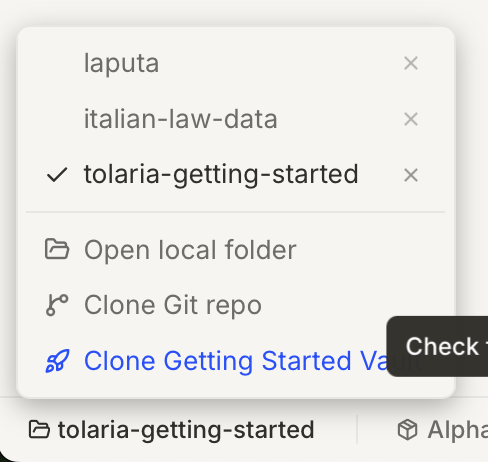 laputa
italian-law-data
tolaria-getting-started
Open local folder
Clone Git repo
Clone Getting Started
Check
tolaria-getting-started
Alpha